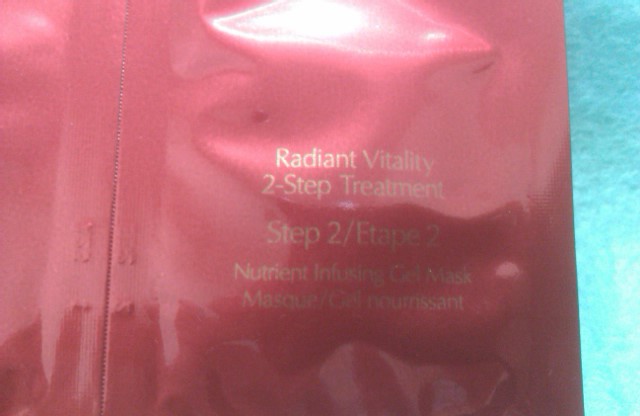 Radiant Vitality
2-Step Treatment
Step 2/Etape 2
Nutrient Infusing Gel Mask
Masque/Gel nourrissant